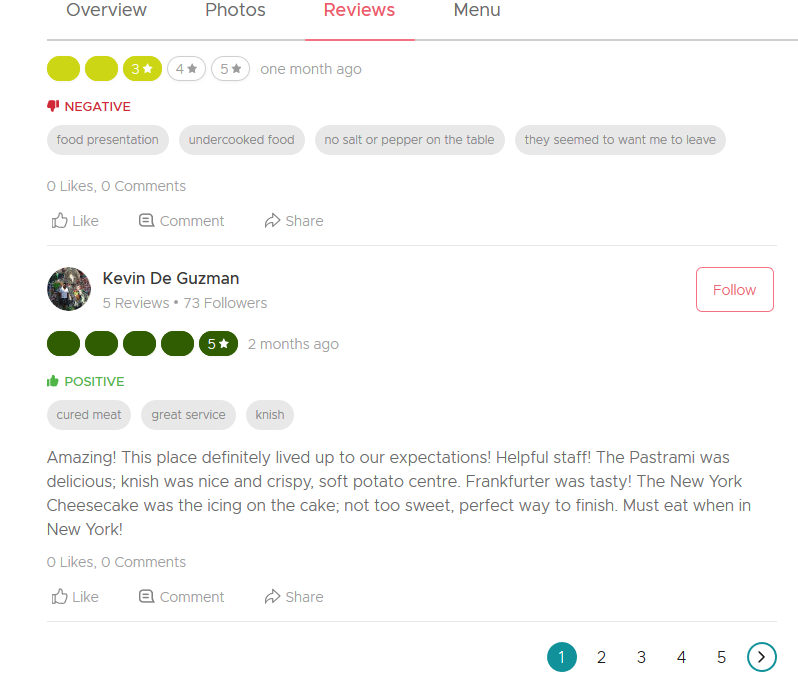 Overview Photos Reviews Menu
3★ 4★ 5★ one month ago
NEGATIVE
food presentation undercooked food no salt or pepper on the table they seemed to want me to leave
0 Likes, 0 Comments
Like Comment Share
Kevin De Guzman
Follow
5 Reviews • 73 Followers
5★ 2 months ago
POSITIVE
cured meat great service knish
Amazing! This place definitely lived up to our expectations! Helpful staff! The Pastrami was
delicious; knish was nice and crispy, soft potato centre. Frankfurter was tasty! The New York
Cheesecake was the icing on the cake; not too sweet, perfect way to finish. Must eat when in
New York!
0 Likes, 0 Comments
Like Comment Share
1 2 3 4 5